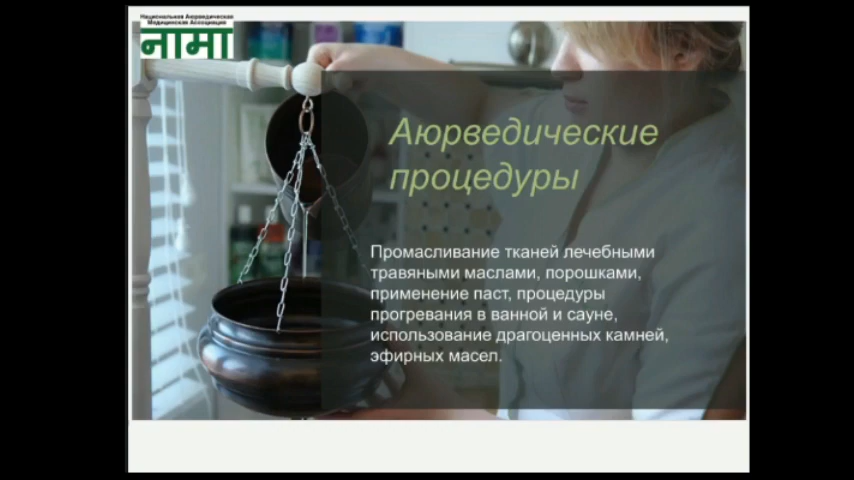 Национальная Аюрведическая
Медицинская Ассоциация
नामा
Аюрведические
процедуры
Промасливание тканей лечебными
травяными маслами, порошками,
применение паст, процедуры
прогревания в ванной и сауне,
использование драгоценных камней,
эфирных масел.